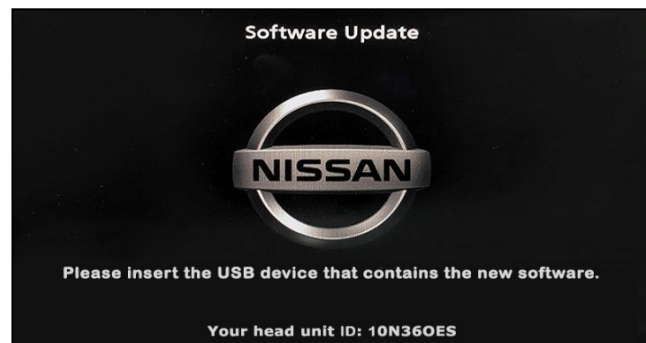 Software Update
NISSAN
Please insert the USB device that contains the new software.
Your head unit ID: 10N36OES